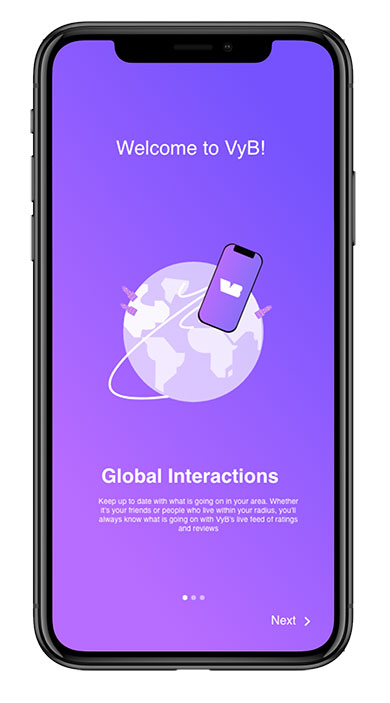 Welcome to VyB!
Global Interactions
Keep up to date with what is going on in your area. Whether
it's your friends or people who live within your radius, you'll
always know what is going on with VyB's live feed of ratings
and reviews
Next